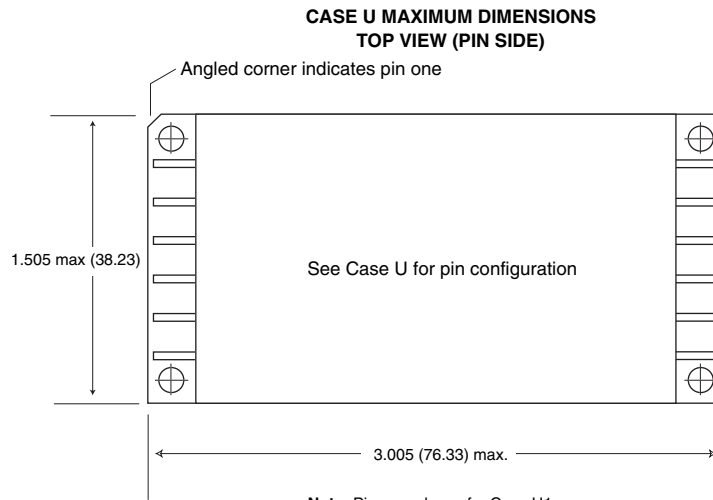 CASE U MAXIMUM DIMENSIONS
TOP VIEW (PIN SIDE)
Angled corner indicates pin one
1.505 max (38.23)
See Case U for pin configuration
3.005 (76.33) max.